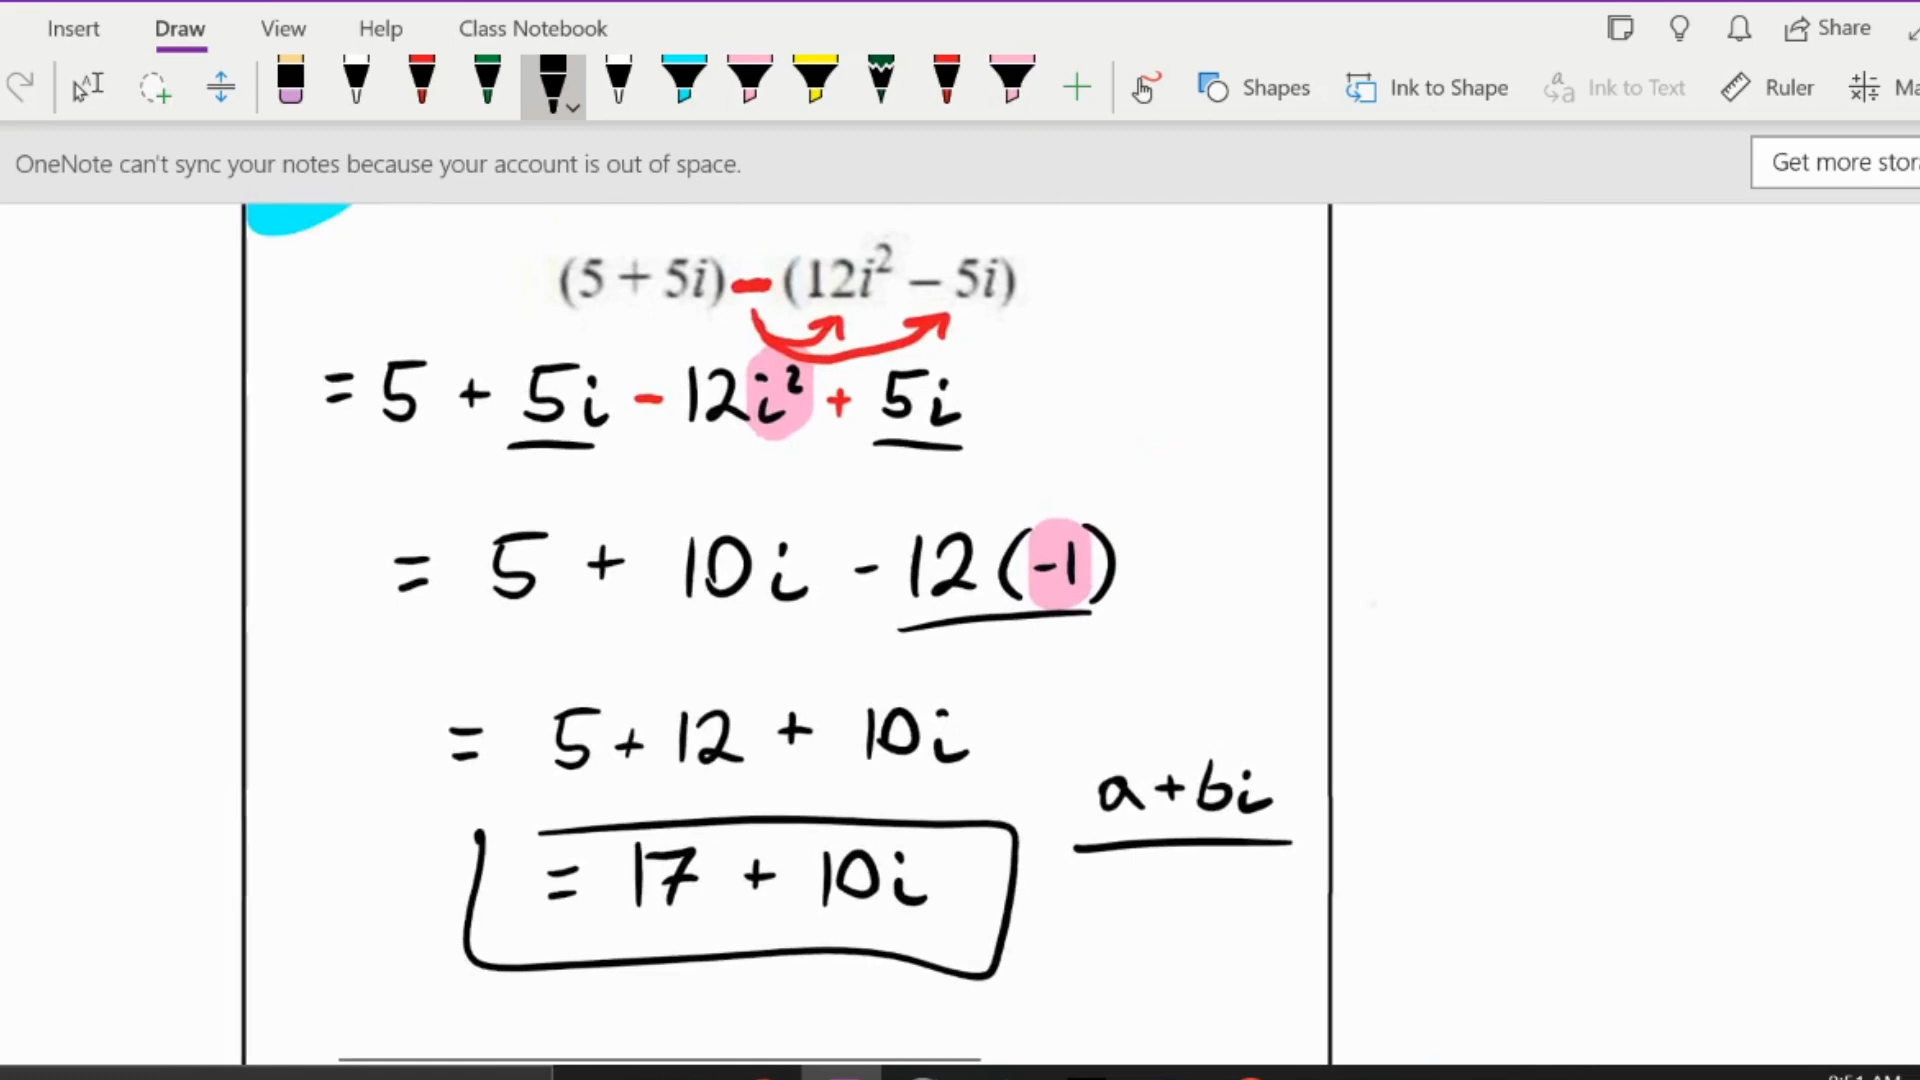 Insert Draw View Help Class Notebook Share
Shapes Ink to Shape Ink to Text Ruler
OneNote can't sync your notes because your account is out of space. Get more
(5 + 5i) - (12i² - 5i)
= 5 + 5i - 12i² + 5i
= 5 + 10i - 12(-1)
= 5 + 12 + 10i
a + bi
= 17 + 10i